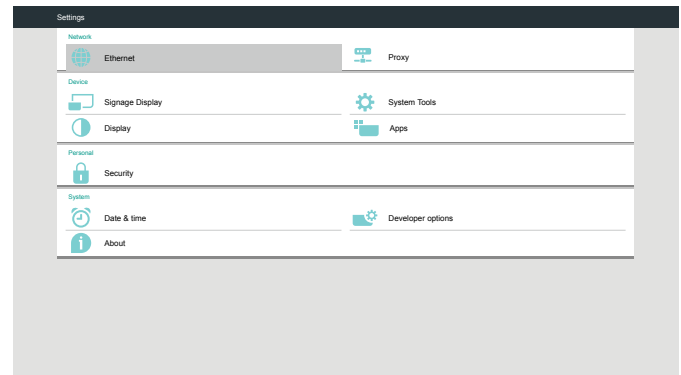 Settings
Network
Ethernet
Proxy
Device
Signage Display
System Tools
Display
Apps
Personal
Security
System
Date & time
Developer options
About